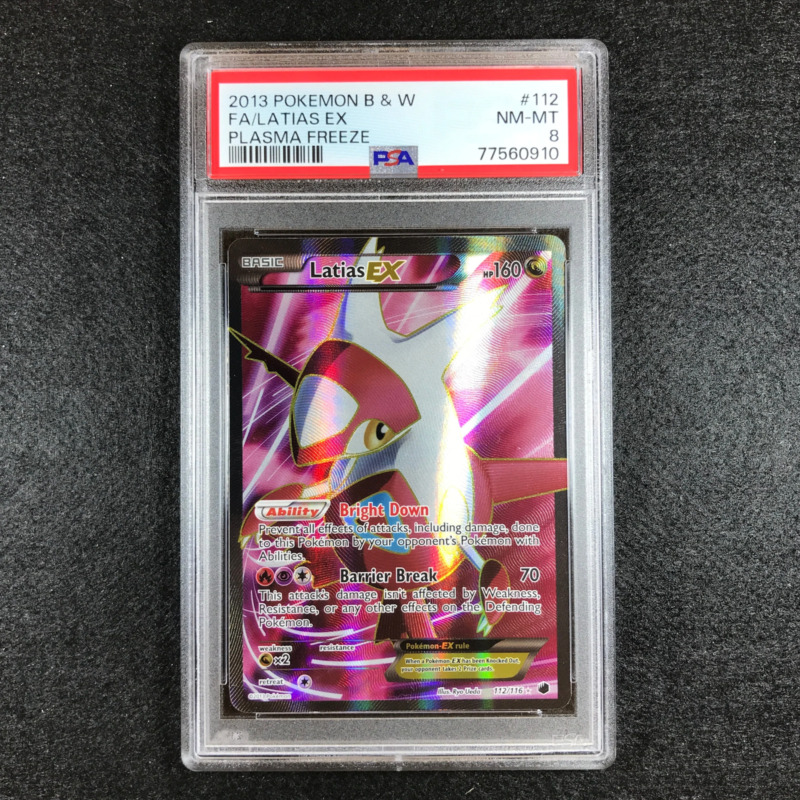 2013 POKEMON B & W #112
FA/LATIAS EX NM-MT
PLASMA FREEZE 8
PSA 77560910
BASIC Latias EX HP160
Ability Bright Down
Prevent all effects of attacks, including damage, done
to this Pokémon by your opponent's Pokémon with
Abilities.
Barrier Break 70
This attack's damage isn't affected by Weakness,
Resistance, or any other effects on the Defending
Pokémon.
weakness resistance
×2
retreat
Pokémon-EX rule
When a Pokémon-EX has been Knocked Out,
your opponent takes 2 Prize cards.
Illus. Ryo Ueda 112/116